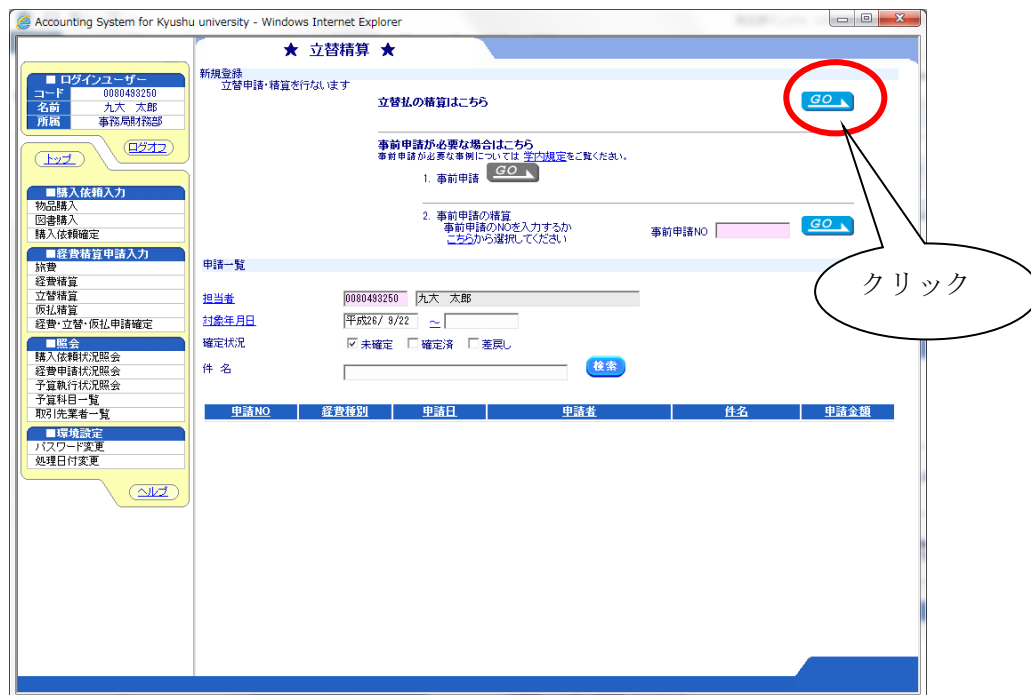 Accounting System for Kyushu university - Windows Internet Explorer
★ 立替精算 ★
■ ログインユーザー
コード 0080493250
名前 九大 太郎
所属 事務局財務部
トップ
ログオフ
■購入依頼入力
物品購入
図書購入
購入依頼確定
■経費精算申請入力
旅費
経費精算
立替精算
仮払精算
経費・立替・仮払申請確定
■照会
購入依頼状況照会
経費申請状況照会
予算執行状況照会
予算科目一覧
取引先業者一覧
■環境設定
パスワード変更
処理日付変更
ヘルプ
新規登録
立替申請・精算を行ないます
立替払の精算はこちら GO
事前申請が必要な場合はこちら
事前申請が必要な事例については 学内規定をご覧ください。
1. 事前申請 GO
2. 事前申請の精算
事前申請のNOを入力するか
こちらから選択してください
事前申請NO GO
クリック
申請一覧
担当者 0080493250 九大 太郎
対象年月日 平成26/ 9/22 ～
確定状況 未確定 確定済 差戻し
件 名 検索
申請NO 経費種別 申請日 申請者 件名 申請金額